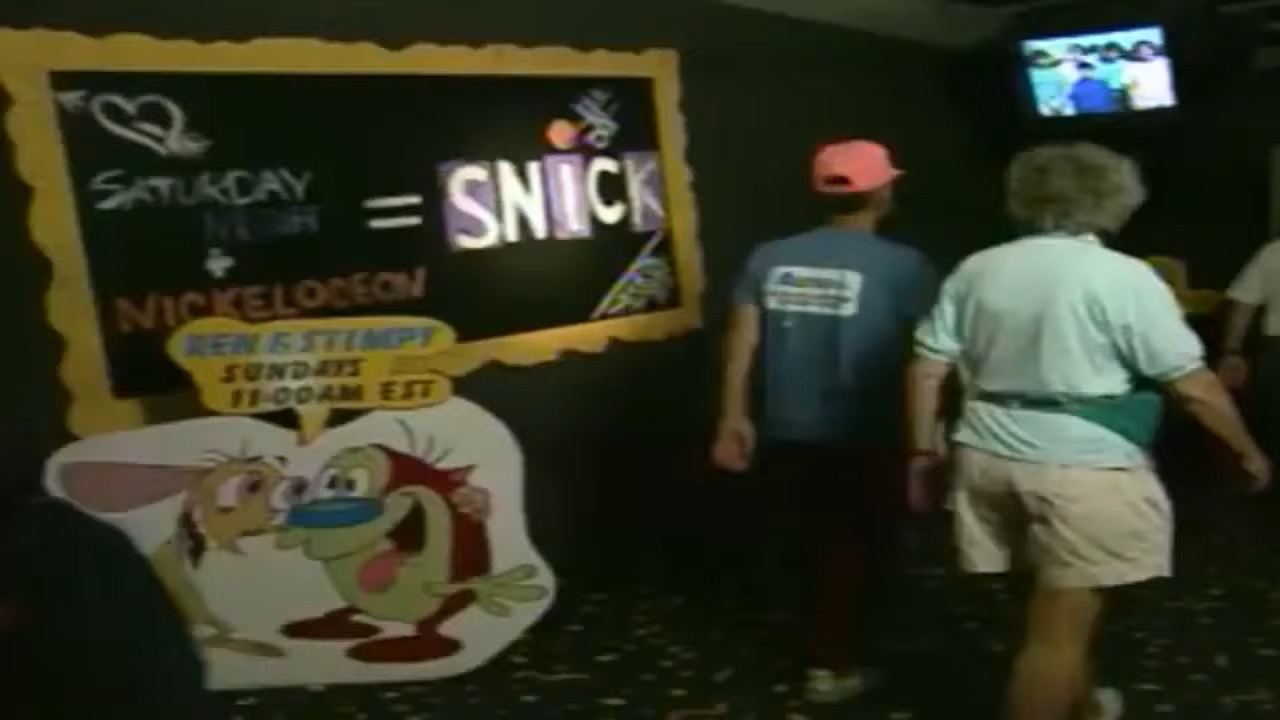 SATURDAY
NIGHT
+
NICKELODEON
=
SNICK
REN & STIMPY
SUNDAYS
11:00AM EST